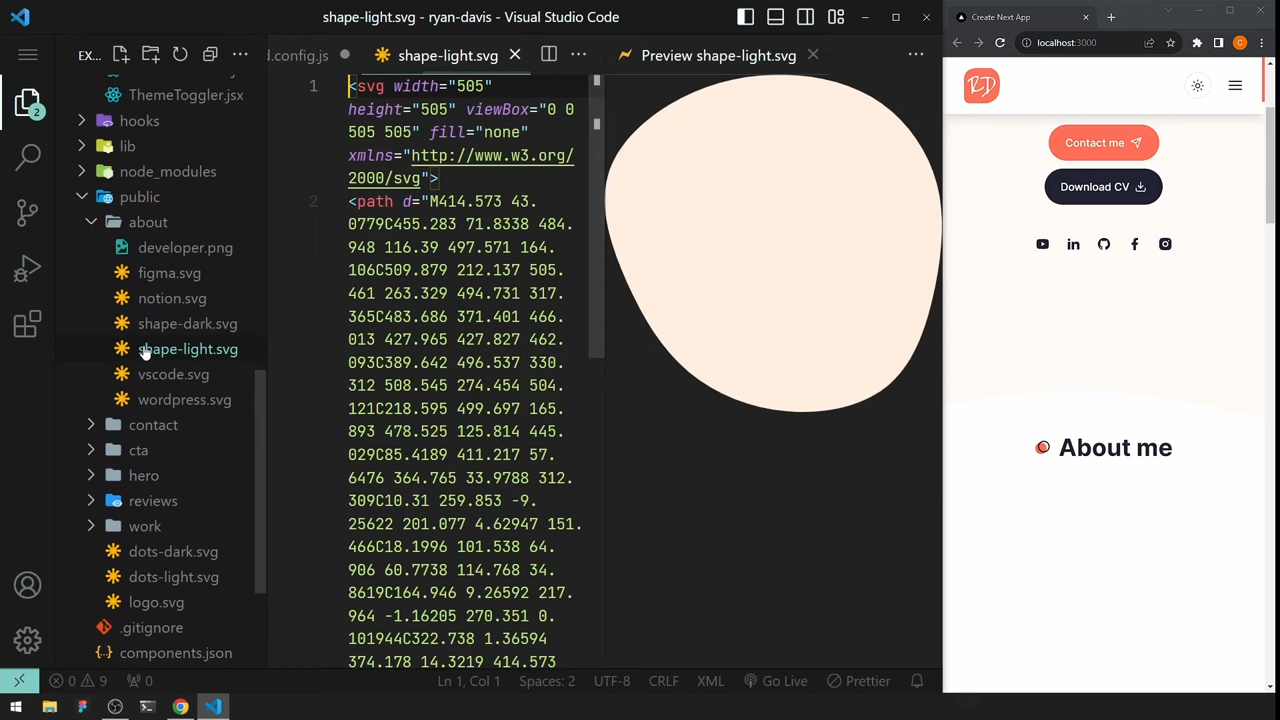 shape-light.svg - ryan-davis - Visual Studio Code
EX...
ThemeToggler.jsx
hooks
lib
node_modules
public
about
developer.png
figma.svg
notion.svg
shape-dark.svg
shape-light.svg
vscode.svg
wordpress.svg
contact
cta
hero
reviews
work
dots-dark.svg
dots-light.svg
logo.svg
.gitignore
components.json
2
d.config.js
shape-light.svg
1
<svg width="505"
height="505" viewBox="0 0
505 505" fill="none"
xmlns="http://www.w3.org/
2000/svg">
2
<path d="M414.573 43.
0779C455.283 71.8338 484.
948 116.39 497.571 164.
106C509.879 212.137 505.
461 263.329 494.731 317.
365C483.686 371.401 466.
013 427.965 427.827 462.
093C389.642 496.537 330.
312 508.545 274.454 504.
121C218.595 499.697 165.
893 478.525 125.814 445.
029C85.4189 411.217 57.
6476 364.765 33.9788 312.
309C10.31 259.853 -9.
25622 201.077 4.62947 151.
466C18.1996 101.538 64.
906 60.7738 114.768 34.
8619C164.946 9.26592 217.
964 -1.16205 270.351 0.
101944C322.738 1.36594
374.178 14.3219 414.573
Preview shape-light.svg
0 9 0
Ln 1, Col 1
Spaces: 2
UTF-8
CRLF
XML
Go Live
Prettier
Create Next App
localhost:3000
C
RD
Contact me
Download CV
About me